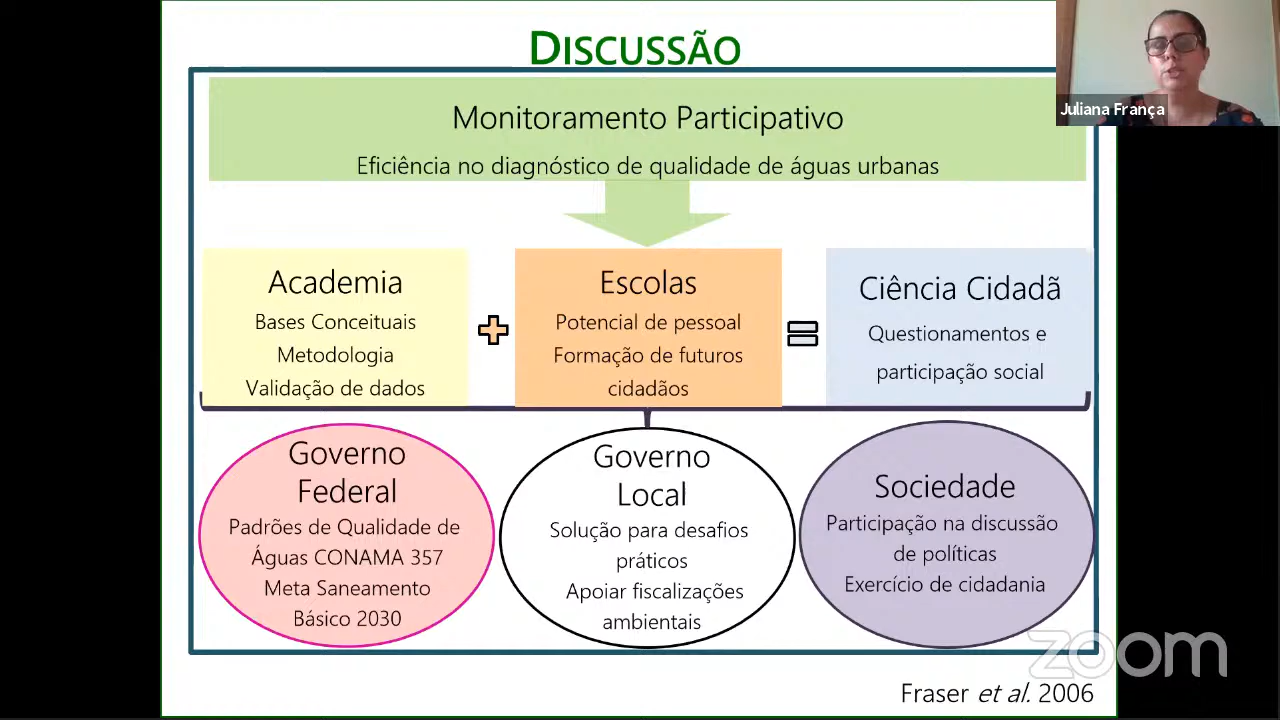 DISCUSSÃO
Juliana França
Monitoramento Participativo
Eficiência no diagnóstico de qualidade de águas urbanas
Academia
Bases Conceituais
Metodologia
Validação de dados
Escolas
Potencial de pessoal
Formação de futuros
cidadãos
Ciência Cidadã
Questionamentos e
participação social
Governo
Federal
Padrões de Qualidade de
Águas CONAMA 357
Meta Saneamento
Básico 2030
Governo
Local
Solução para desafios
práticos
Apoiar fiscalizações
ambientais
Sociedade
Participação na discussão
de políticas
Exercício de cidadania
zoom
Fraser et al. 2006